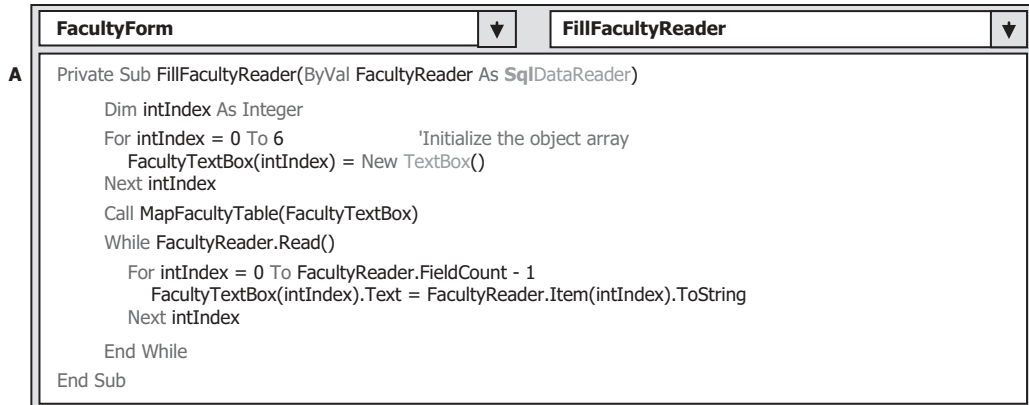 FacultyForm FillFacultyReader
A Private Sub FillFacultyReader(ByVal FacultyReader As SqlDataReader)
Dim intIndex As Integer
For intIndex = 0 To 6 'Initialize the object array
FacultyTextBox(intIndex) = New TextBox()
Next intIndex
Call MapFacultyTable(FacultyTextBox)
While FacultyReader.Read()
For intIndex = 0 To FacultyReader.FieldCount - 1
FacultyTextBox(intIndex).Text = FacultyReader.Item(intIndex).ToString
Next intIndex
End While
End Sub